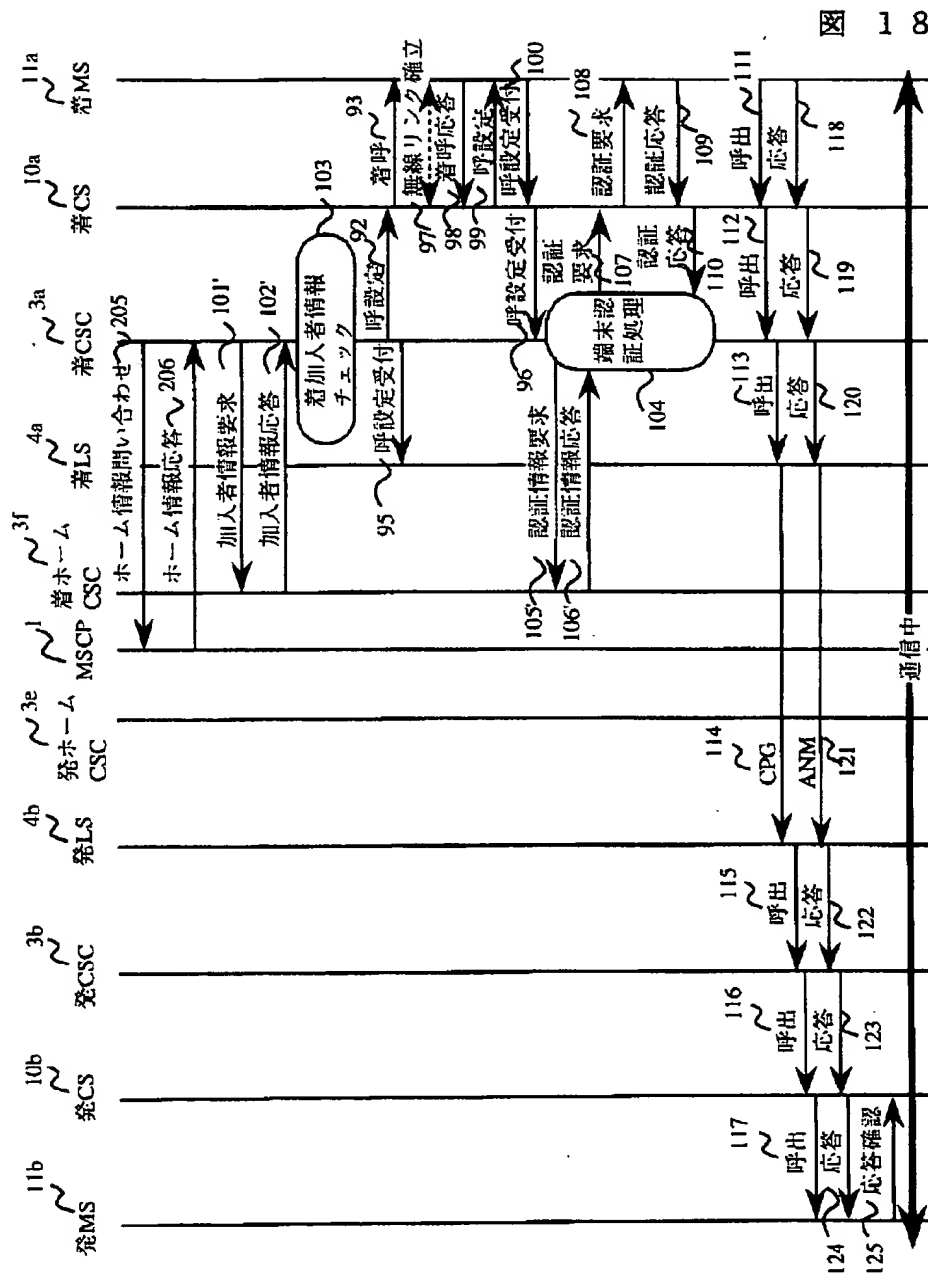 図 18
11b
発MS
10b
発CS
3b
発CSC
4b
発LS
3e
発ホーム
CSC
1
MSCP
3f
着ホーム
CSC
4a
着LS
3a
着CSC
10a
着CS
11a
着MS
ホーム情報問い合わせ 205
ホーム情報応答 206
加入者情報要求 101'
加入者情報応答 102'
着加入者情報
チェック
103
呼設定 92
着呼 93
95 呼設定受付
97 無線リンク確立
98 着呼応答
99 呼設定
呼設定受付 100
96 呼設定受付
端末認
証処理
104
105' 認証情報要求
106' 認証情報応答
認証
要求
107
認証要求 108
認証応答
109
認証
応答
110
呼出 111
呼出 112
呼出 113
CPG 114
呼出 115
呼出 116
呼出 117
応答 118
応答 119
応答 120
ANM 121
応答 122
応答 123
応答 124
応答確認 125
通信中